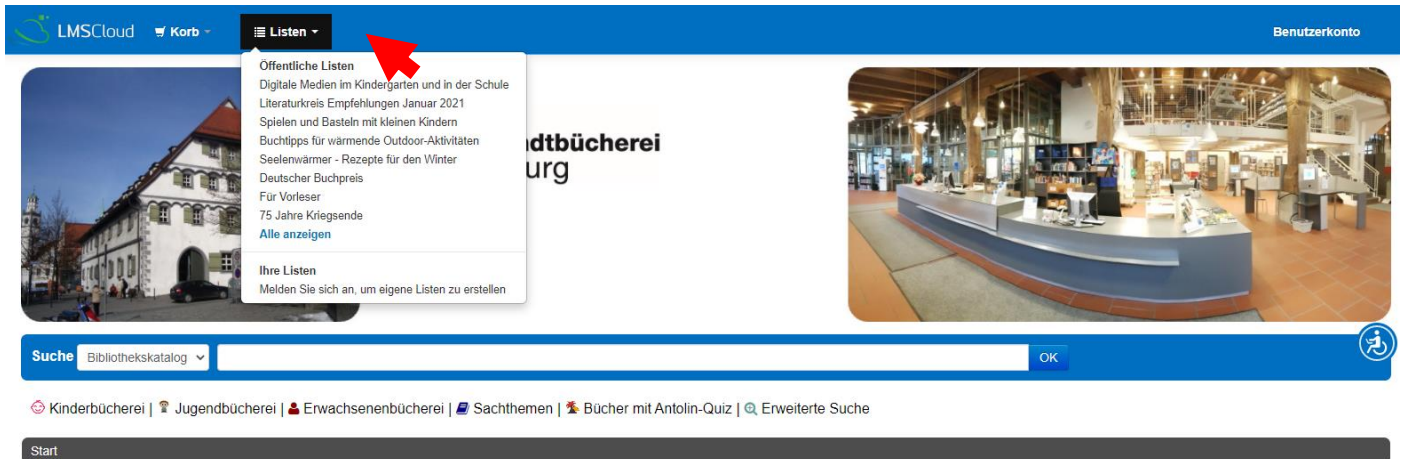 LMSCloud Korb Listen Benutzerkonto
Öffentliche Listen
Digitale Medien im Kindergarten und in der Schule
Literaturkreis Empfehlungen Januar 2021
Spielen und Basteln mit kleinen Kindern
Buchtipps für wärmende Outdoor-Aktivitäten
Seelenwärmer - Rezepte für den Winter
Deutscher Buchpreis
Für Vorleser
75 Jahre Kriegsende
Alle anzeigen
Ihre Listen
Melden Sie sich an, um eigene Listen zu erstellen
dtbücherei
urg
Suche Bibliothekskatalog OK
Kinderbücherei | Jugendbücherei | Erwachsenenbücherei | Sachthemen | Bücher mit Antolin-Quiz | Erweiterte Suche
Start